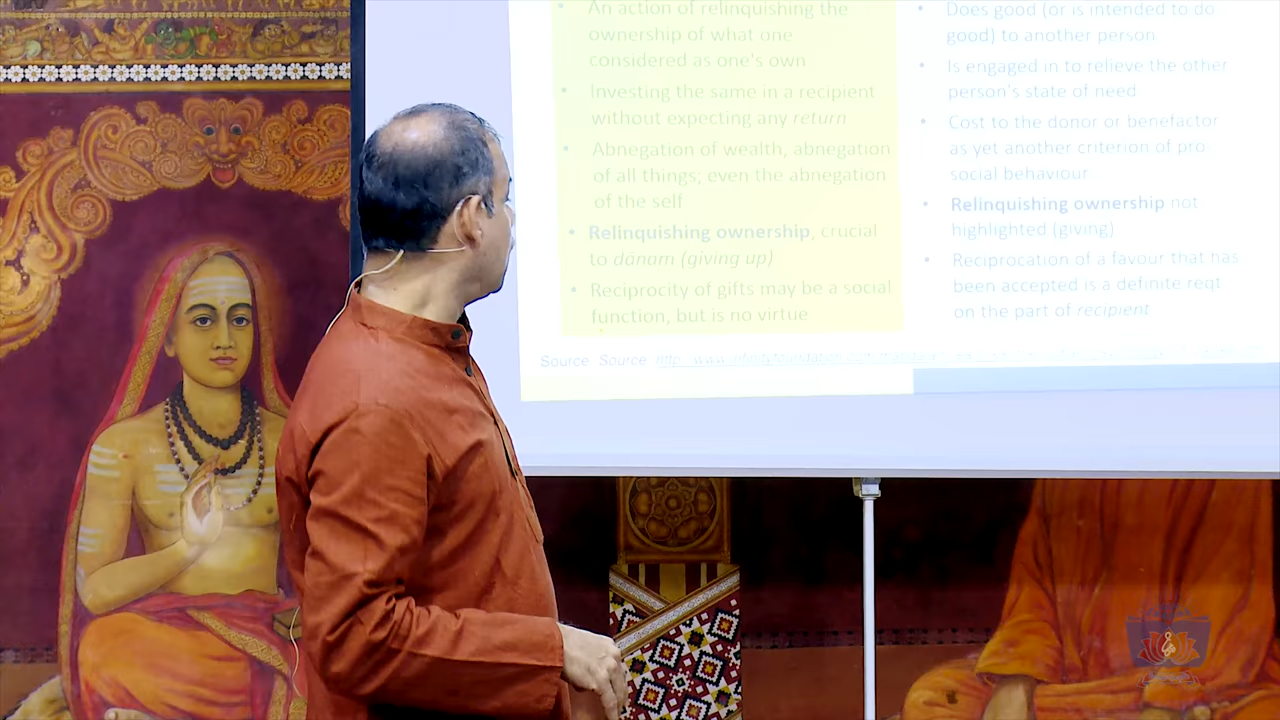 An action of relinquishing the
ownership of what one
considered as one's own
Investing the same in a recipient
without expecting any return
Abnegation of wealth, abnegation
of all things; even the abnegation
of the self
Relinquishing ownership, crucial
to dānam (giving up)
Reciprocity of gifts may be a social
function, but is no virtue
Does good (or is intended to do
good) to another person
Is engaged in to relieve the other
person's state of need
Cost to the donor or benefactor
as yet another criterion of pro-
social behaviour
Relinquishing ownership not
highlighted (giving)
Reciprocation of a favour that has
been accepted is a definite reqt
on the part of recipient
Source: Source: